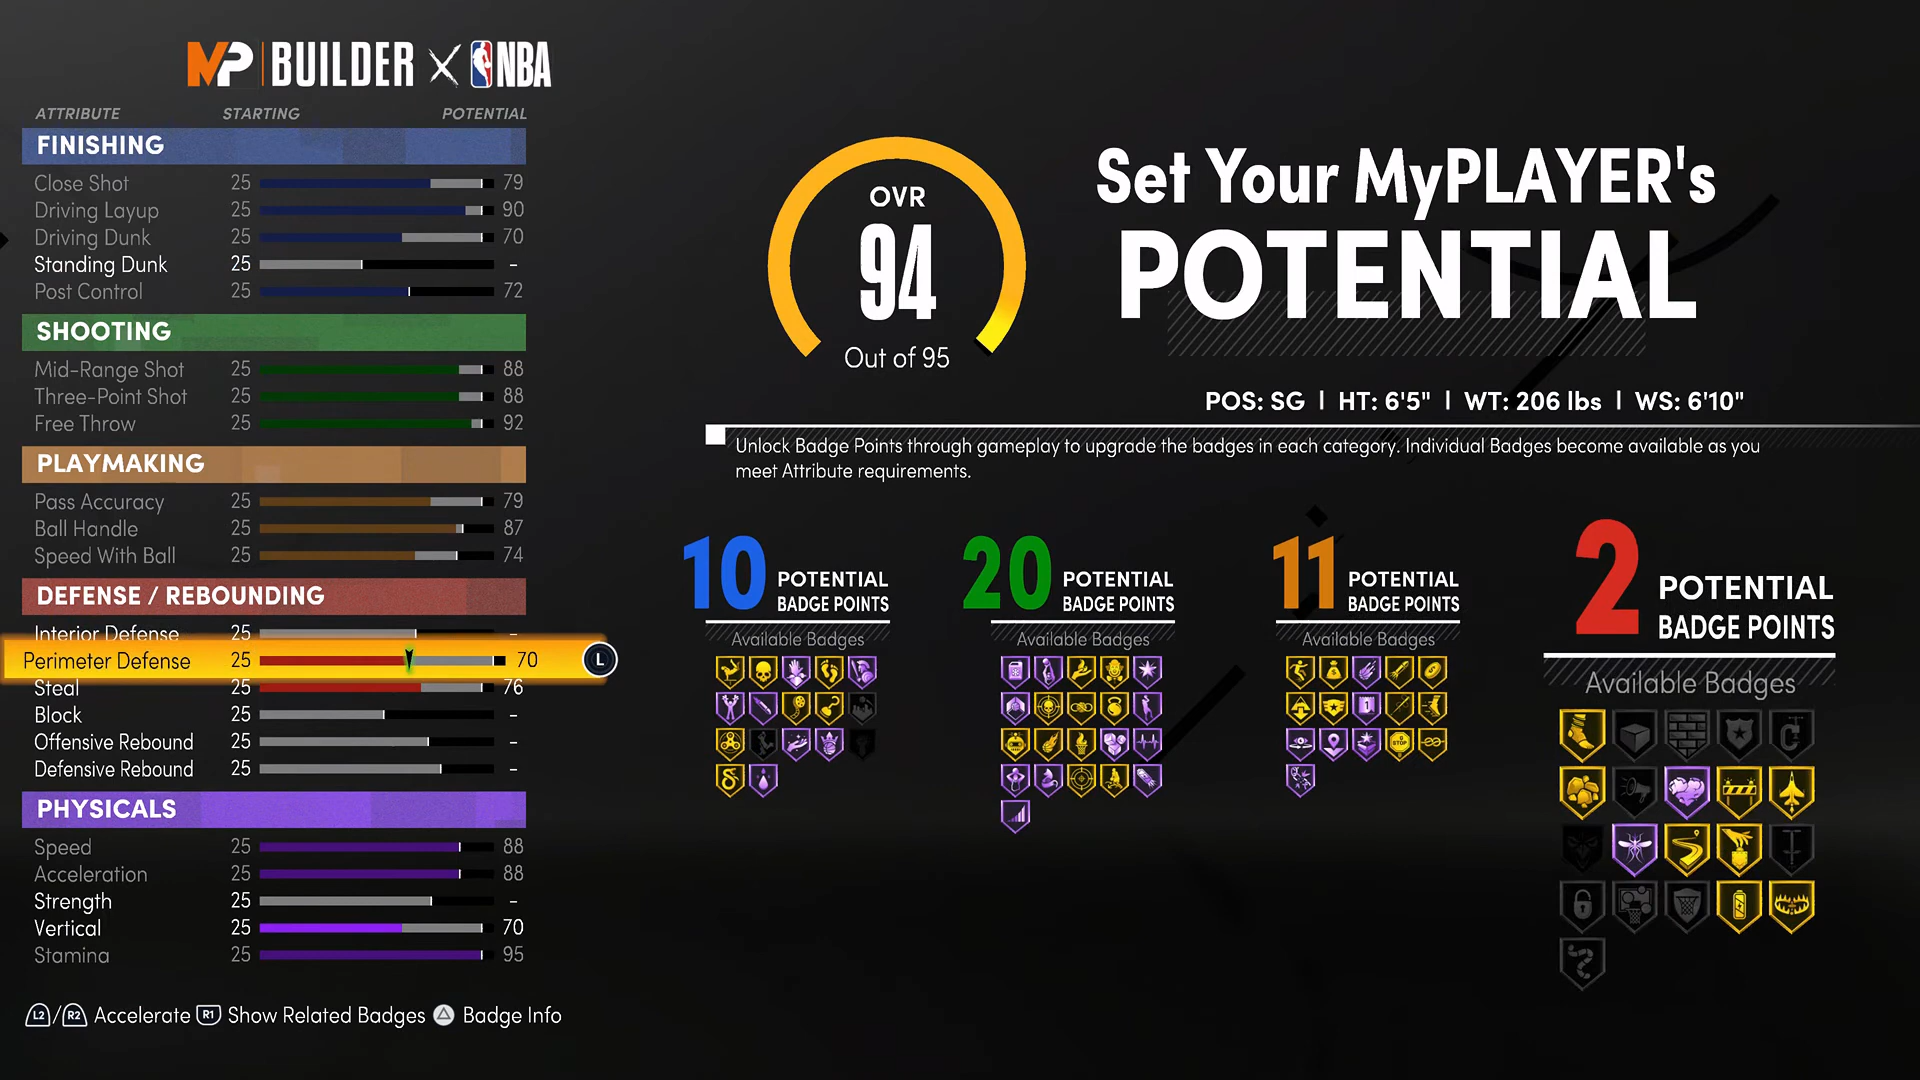 MP | BUILDER X NBA
ATTRIBUTE STARTING POTENTIAL
FINISHING
Close Shot 25 79
Driving Layup 25 90
Driving Dunk 25 70
Standing Dunk 25 -
Post Control 25 72
SHOOTING
Mid-Range Shot 25 88
Three-Point Shot 25 88
Free Throw 25 92
PLAYMAKING
Pass Accuracy 25 79
Ball Handle 25 87
Speed With Ball 25 74
DEFENSE / REBOUNDING
Interior Defense 25 -
Perimeter Defense 25 70 L
Steal 25 76
Block 25 -
Offensive Rebound 25 -
Defensive Rebound 25 -
PHYSICALS
Speed 25 88
Acceleration 25 88
Strength 25 -
Vertical 25 70
Stamina 25 95
L2/R2 Accelerate R1 Show Related Badges Badge Info
OVR
94
Out of 95
Set Your MyPLAYER's
POTENTIAL
POS: SG | HT: 6'5" | WT: 206 lbs | WS: 6'10"
Unlock Badge Points through gameplay to upgrade the badges in each category. Individual Badges become available as you
meet Attribute requirements.
10 POTENTIAL
BADGE POINTS
Available Badges
20 POTENTIAL
BADGE POINTS
Available Badges
11 POTENTIAL
BADGE POINTS
Available Badges
STOP
2 POTENTIAL
BADGE POINTS
Available Badges